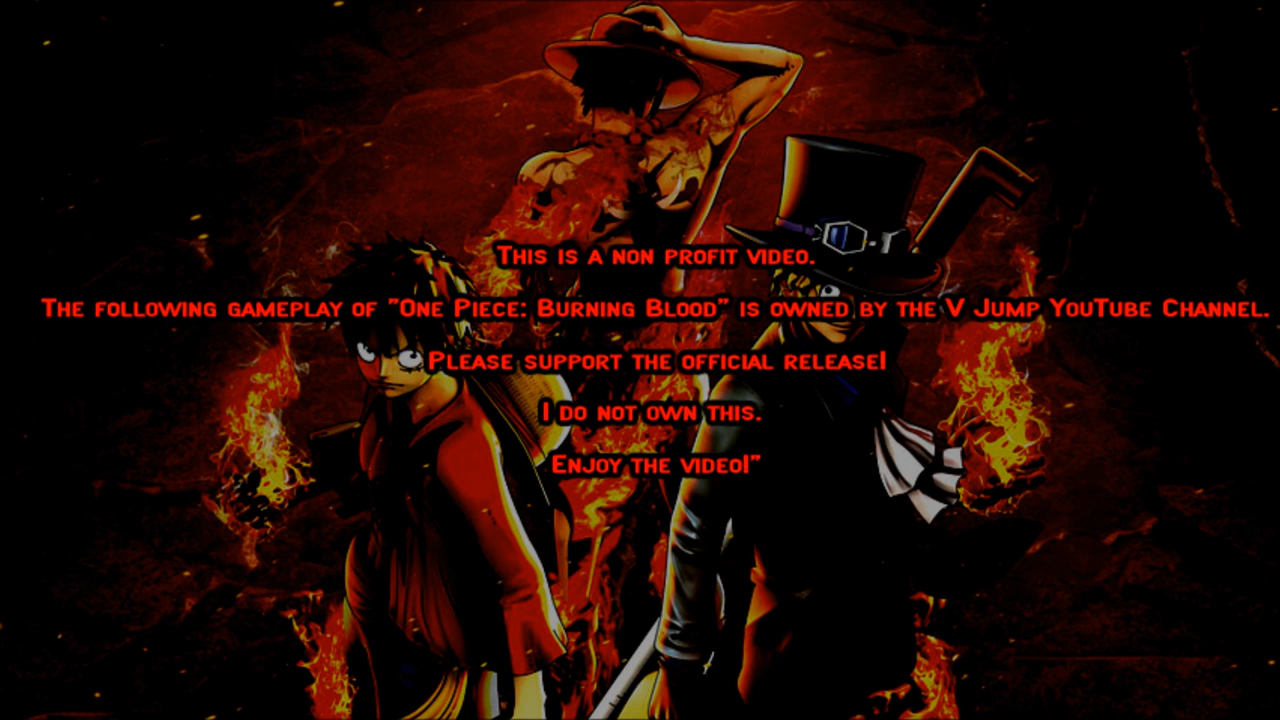 This is a non profit video.
The following gameplay of "One Piece: Burning Blood" is owned by the V Jump YouTube Channel.
Please support the official release!
I do not own this.
Enjoy the video!"